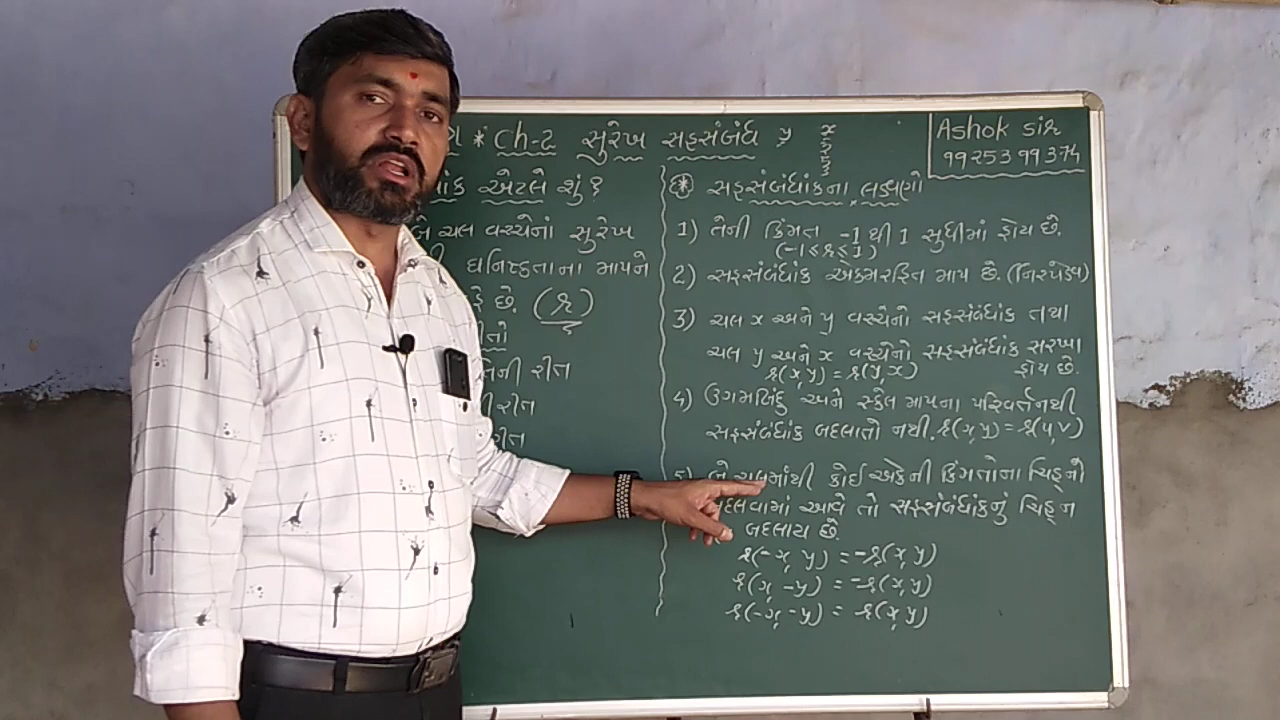 * Ch-2 સુરેખ સહસંબંધ
Ashok sir
99253 99374
એટલે શું?
ચલ વચ્ચેનાં સુરેખ
ઘનિષ્ઠતાના માપને
છે. (r)
રીત
રીત
* સહસંબંધાંકના લક્ષણો
1) તેની કિંમત -1 થી 1 સુધીમાં હોય છે.
(-1 ≤ r ≤ 1)
2) સહસંબંધાંક એકમરહિત માપ છે. (નિરપેક્ષ)
3) ચલ x અને y વચ્ચેનો સહસંબંધાંક તથા
ચલ y અને x વચ્ચેનો સહસંબંધાંક સરખા
r(x,y) = r(y,x) હોય છે.
4) ઉગમબિંદુ અને સ્કેલ માપના પરિવર્તનથી
સહસંબંધાંક બદલાતો નથી. r(x,y) = r(u,v)
5) બે ચલમાંથી કોઈ એકની કિંમતોના ચિહ્નો
બદલવામાં આવે તો સહસંબંધાંકનું ચિહ્ન
બદલાય છે.
r(-x, y) = -r(x,y)
r(x, -y) = -r(x,y)
r(-x, -y) = r(x,y)